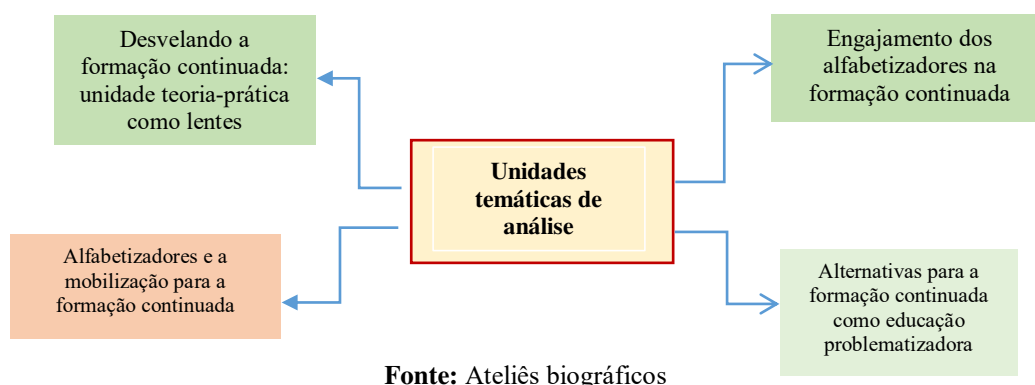 Desvelando a
formação continuada:
unidade teoria-prática
como lentes
Engajamento dos
alfabetizadores na
formação continuada
Unidades
temáticas de
análise
Alfabetizadores e a
mobilização para a
formação continuada
Alternativas para a
formação continuada
como educação
problematizadora
Fonte: Ateliês biográficos